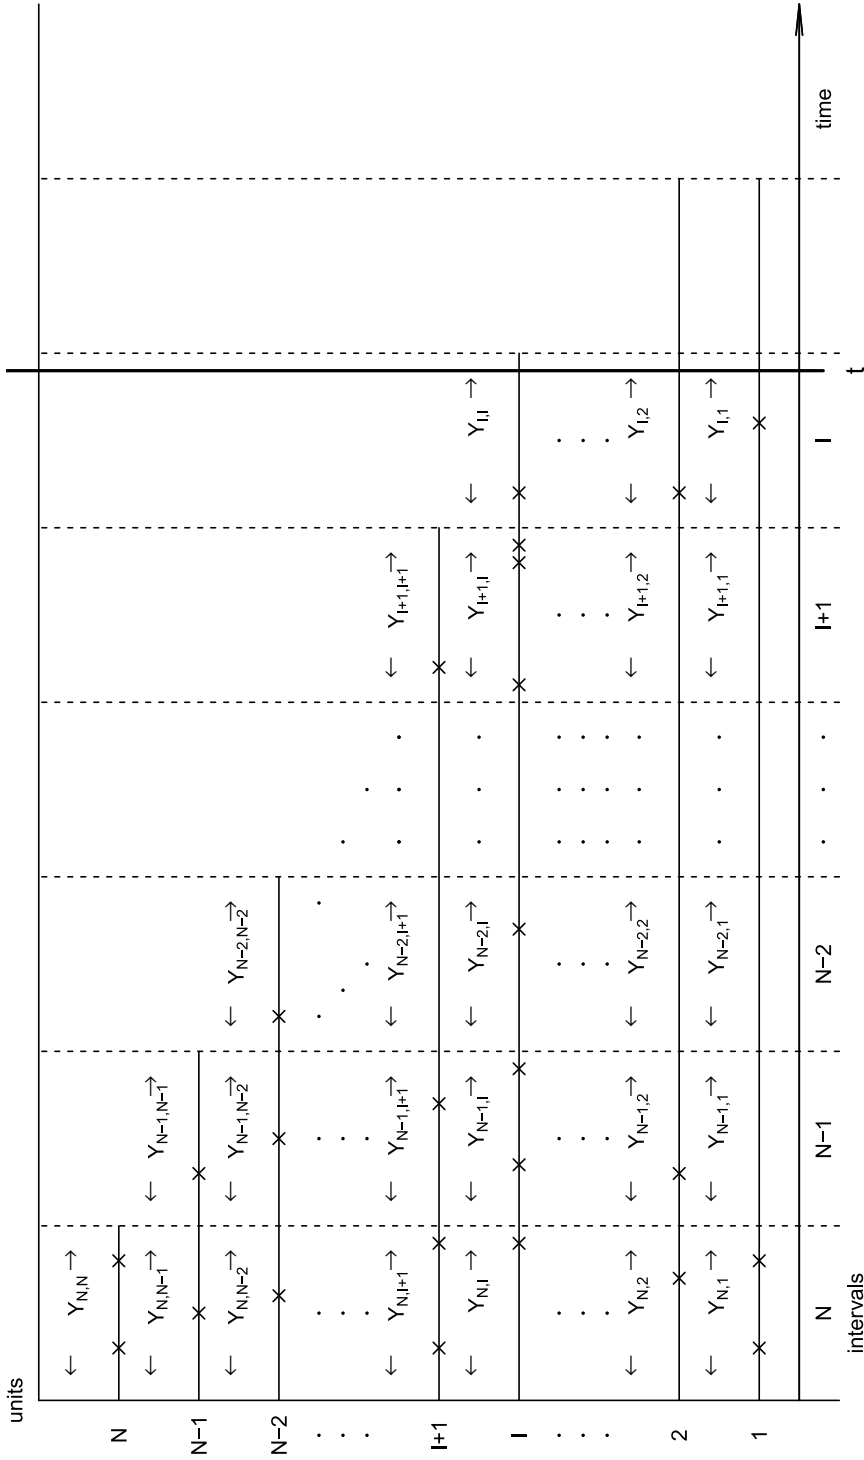 units
← Y_{N,N} →
N
← Y_{N,N−1} → ← Y_{N−1,N−1} →
N−1
← Y_{N,N−2} → ← Y_{N−1,N−2} → ← Y_{N−2,N−2} →
N−2
← Y_{N,I+1} → ← Y_{N−1,I+1} → ← Y_{N−2,I+1} → . . ← Y_{I+1,I+1} →
I+1
← Y_{N,I} → ← Y_{N−1,I} → ← Y_{N−2,I} → . . . ← Y_{I+1,I} → ← Y_{I,I} →
I
← Y_{N,2} → ← Y_{N−1,2} → ← Y_{N−2,2} → . . . ← Y_{I+1,2} → ← Y_{I,2} →
2
← Y_{N,1} → ← Y_{N−1,1} → ← Y_{N−2,1} → . . . ← Y_{I+1,1} → ← Y_{I,1} →
1
N N−1 N−2 . . . I+1 I time
intervals t